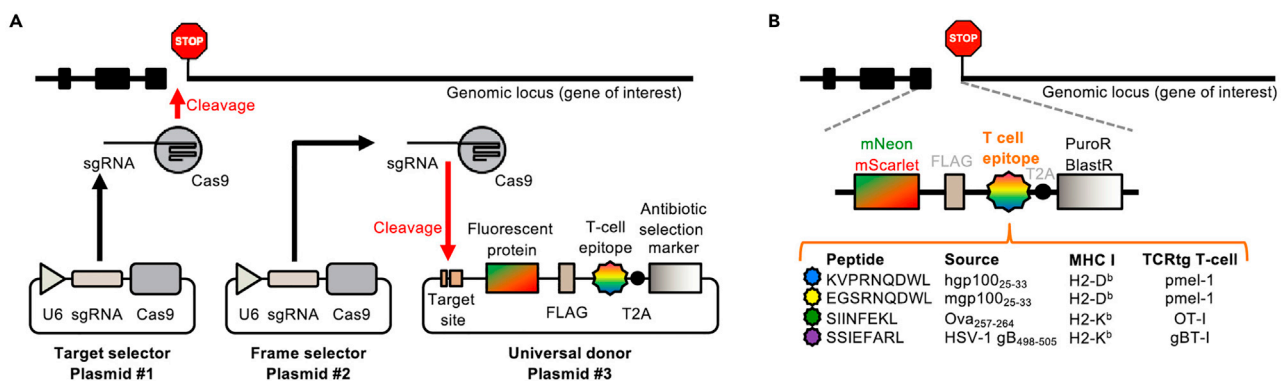 A
STOP
Cleavage
Genomic locus (gene of interest)
sgRNA
Cas9
sgRNA
Cas9
Cleavage
Fluorescent
protein
T-cell
epitope
Antibiotic
selection
marker
U6 sgRNA Cas9
U6 sgRNA Cas9
Target
site
FLAG
T2A
Target selector
Plasmid #1
Frame selector
Plasmid #2
Universal donor
Plasmid #3
B
STOP
Genomic locus (gene of interest)
mNeon
mScarlet
FLAG
T cell
epitope
T2A
PuroR
BlastR
Peptide Source MHC I TCRtg T-cell
KVPRNQDWL hgp100₂₅₋₃₃ H2-Dᵇ pmel-1
EGSRNQDWL mgp100₂₅₋₃₃ H2-Dᵇ pmel-1
SIINFEKL Ova₂₅₇₋₂₆₄ H2-Kᵇ OT-I
SSIEFARL HSV-1 gB₄₉₈₋₅₀₅ H2-Kᵇ gBT-I